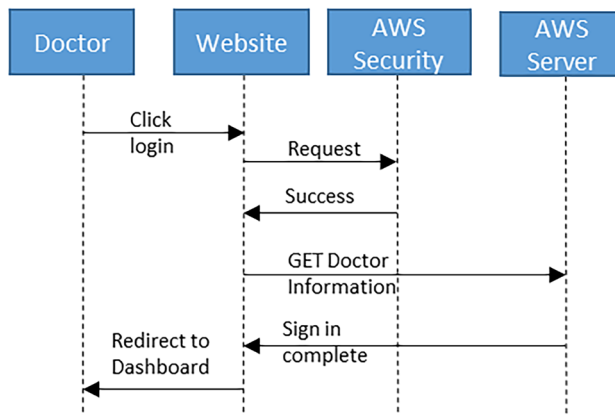 Doctor
Website
AWS
Security
AWS
Server
Click
login
Request
Success
GET Doctor
Information
Sign in
complete
Redirect to
Dashboard